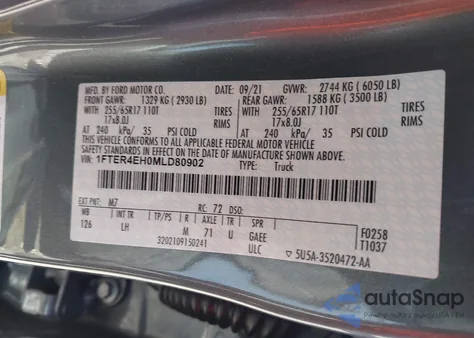 MFD. BY FORD MOTOR CO. 09/21 GVWR: 2744 KG ( 6050 LB)
FRONT GAWR: 1329 KG ( 2930 LB) REAR GAWR: 1588 KG ( 3500 LB)
255/65R17 110T TIRES 255/65R17 110T TIRES
17x8.0J 17x8.0J
AT 240 kPa/ 35 PSI COLD AT 240 kPa/ 35 PSI COLD
THIS VEHICLE CONFORMS TO ALL APPLICABLE FEDERAL MOTOR VEHICLE
SAFETY STANDARDS IN EFFECT ON THE DATE OF MANUFACTURE SHOWN ABOVE.
VIN: 1FTER4EH0MLD80902
TYPE: Truck
EXT PNT: M7 RC: 72 DSO: F0258
WB INT TR TP/PS R AXLE TR SPR T1037
126 LH M 71 U GAEE
3202109150241 ULC 5U5A-3520472-AA
autoSnap